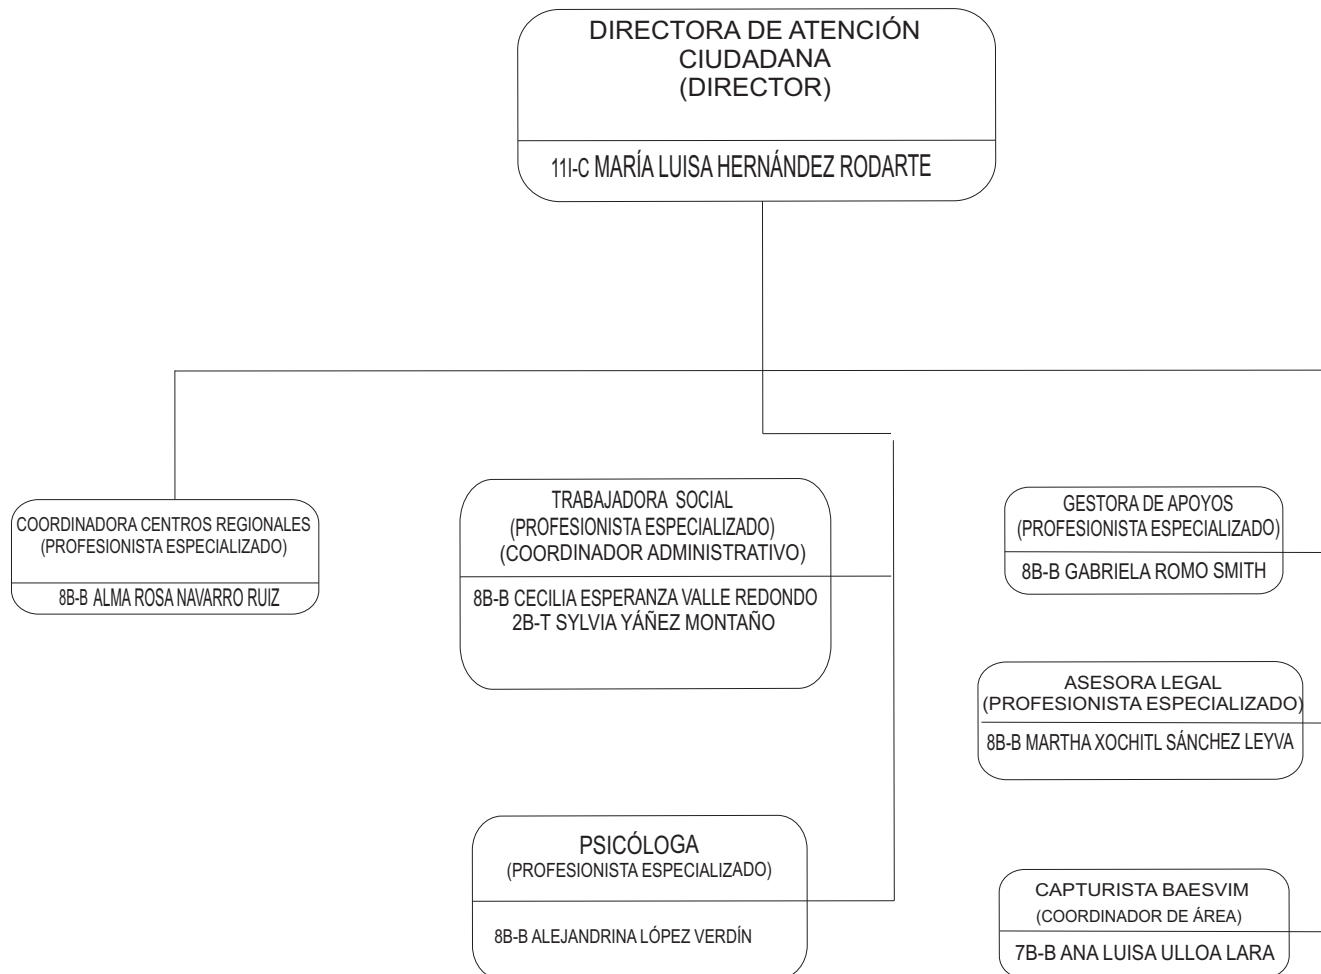 DIRECTORA DE ATENCIÓN
CIUDADANA
(DIRECTOR)
11I-C MARÍA LUISA HERNÁNDEZ RODARTE
COORDINADORA CENTROS REGIONALES
(PROFESIONISTA ESPECIALIZADO)
8B-B ALMA ROSA NAVARRO RUIZ
TRABAJADORA SOCIAL
(PROFESIONISTA ESPECIALIZADO)
(COORDINADOR ADMINISTRATIVO)
8B-B CECILIA ESPERANZA VALLE REDONDO
2B-T SYLVIA YÁÑEZ MONTAÑO
GESTORA DE APOYOS
(PROFESIONISTA ESPECIALIZADO)
8B-B GABRIELA ROMO SMITH
ASESORA LEGAL
(PROFESIONISTA ESPECIALIZADO)
8B-B MARTHA XOCHITL SÁNCHEZ LEYVA
PSICÓLOGA
(PROFESIONISTA ESPECIALIZADO)
8B-B ALEJANDRINA LÓPEZ VERDÍN
CAPTURISTA BAESVIM
(COORDINADOR DE ÁREA)
7B-B ANA LUISA ULLOA LARA